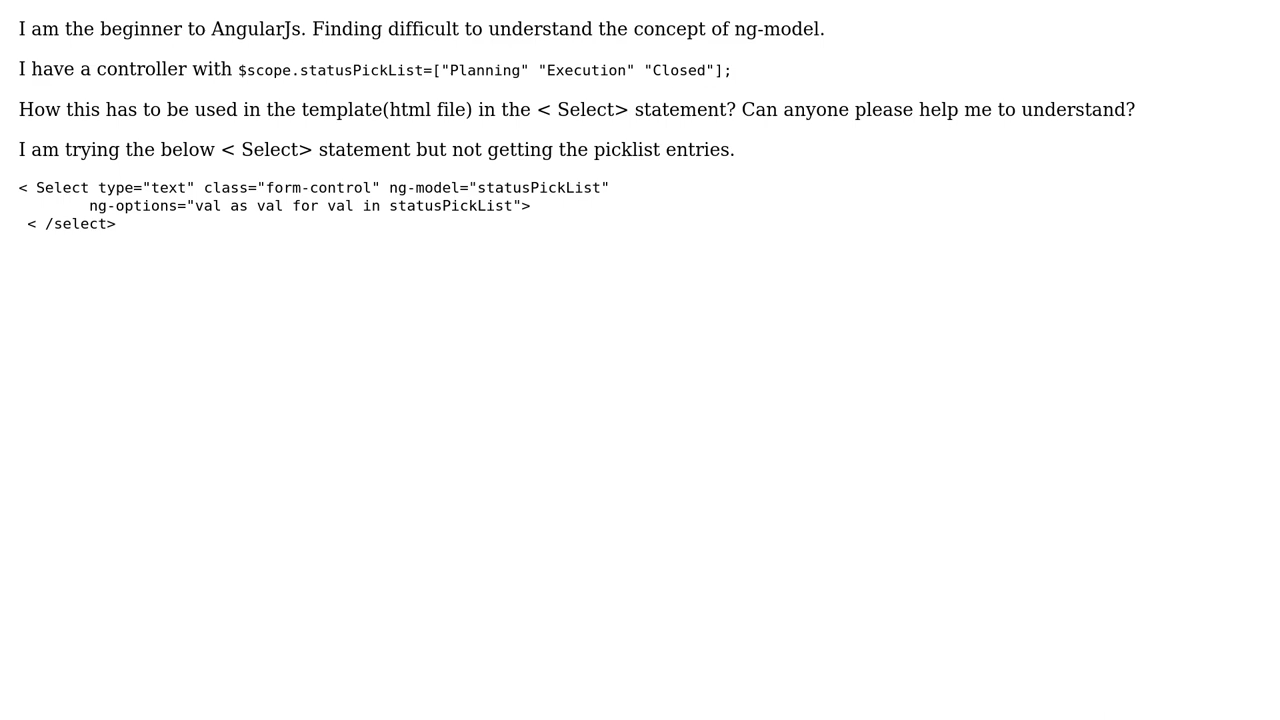 I am the beginner to AngularJs. Finding difficult to understand the concept of ng-model.
I have a controller with $scope.statusPickList=["Planning" "Execution" "Closed"];
How this has to be used in the template(html file) in the < Select> statement? Can anyone please help me to understand?
I am trying the below < Select> statement but not getting the picklist entries.
< Select type="text" class="form-control" ng-model="statusPickList"
        ng-options="val as val for val in statusPickList">
 < /select>